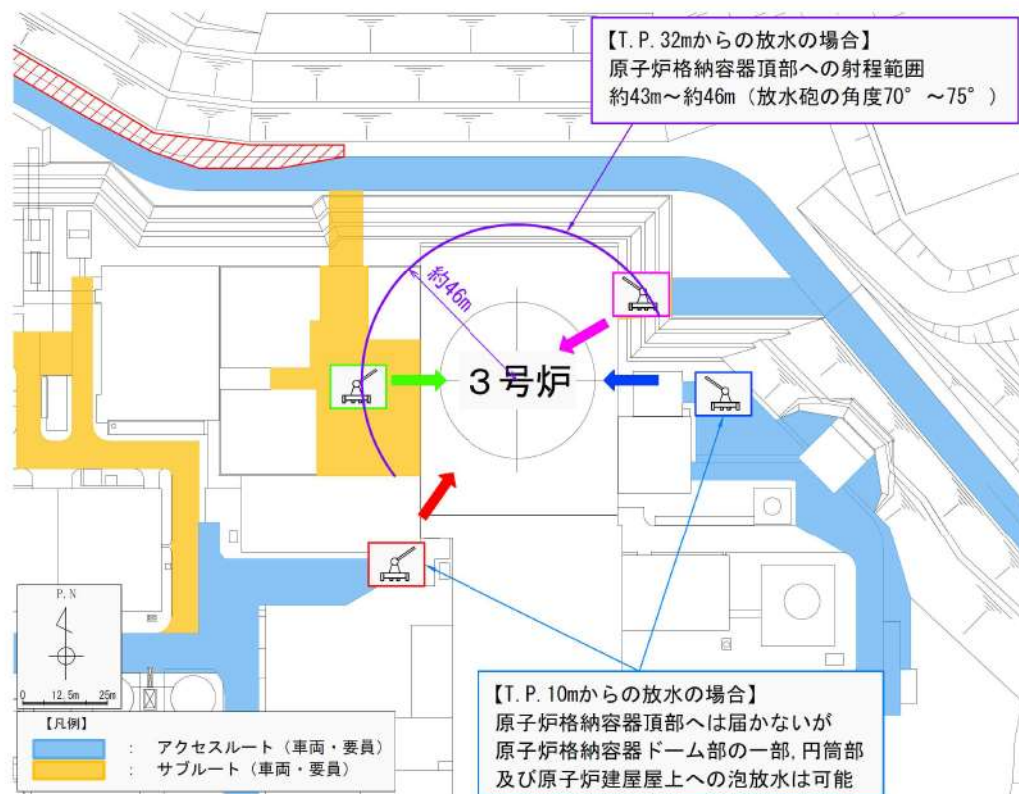 【T.P.32mからの放水の場合】
原子炉格納容器頂部への射程範囲
約43m～約46m（放水砲の角度70°～75°）
約46m
３号炉
P.N
0 12.5m 25m
【凡例】
： アクセスルート（車両・要員）
： サブルート（車両・要員）
【T.P.10mからの放水の場合】
原子炉格納容器頂部へは届かないが
原子炉格納容器ドーム部の一部，円筒部
及び原子炉建屋屋上への泡放水は可能